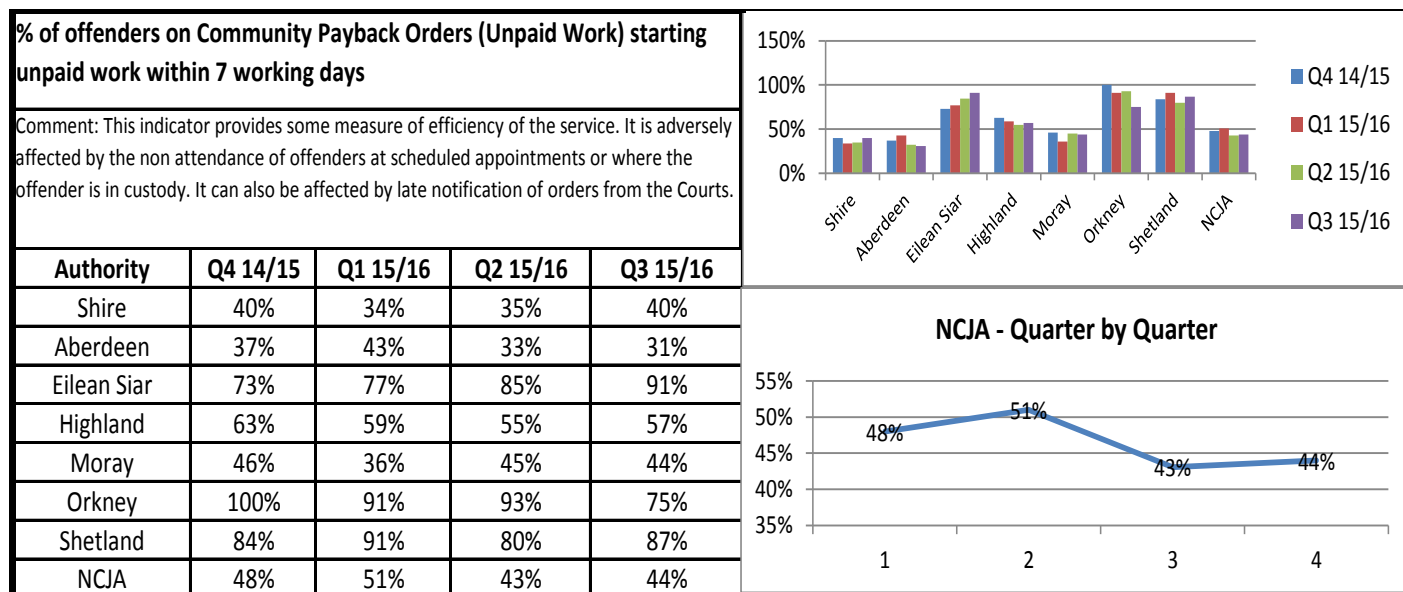 % of offenders on Community Payback Orders (Unpaid Work) starting
unpaid work within 7 working days
Comment: This indicator provides some measure of efficiency of the service. It is adversely
affected by the non attendance of offenders at scheduled appointments or where the
offender is in custody. It can also be affected by late notification of orders from the Courts.
Authority Q4 14/15 Q1 15/16 Q2 15/16 Q3 15/16
Shire 40% 34% 35% 40%
Aberdeen 37% 43% 33% 31%
Eilean Siar 73% 77% 85% 91%
Highland 63% 59% 55% 57%
Moray 46% 36% 45% 44%
Orkney 100% 91% 93% 75%
Shetland 84% 91% 80% 87%
NCJA 48% 51% 43% 44%
150%
100%
50%
0%
Shire Aberdeen Eilean Siar Highland Moray Orkney Shetland NCJA
Q4 14/15
Q1 15/16
Q2 15/16
Q3 15/16
NCJA - Quarter by Quarter
55%
50%
45%
40%
35%
48% 51% 43% 44%
1 2 3 4